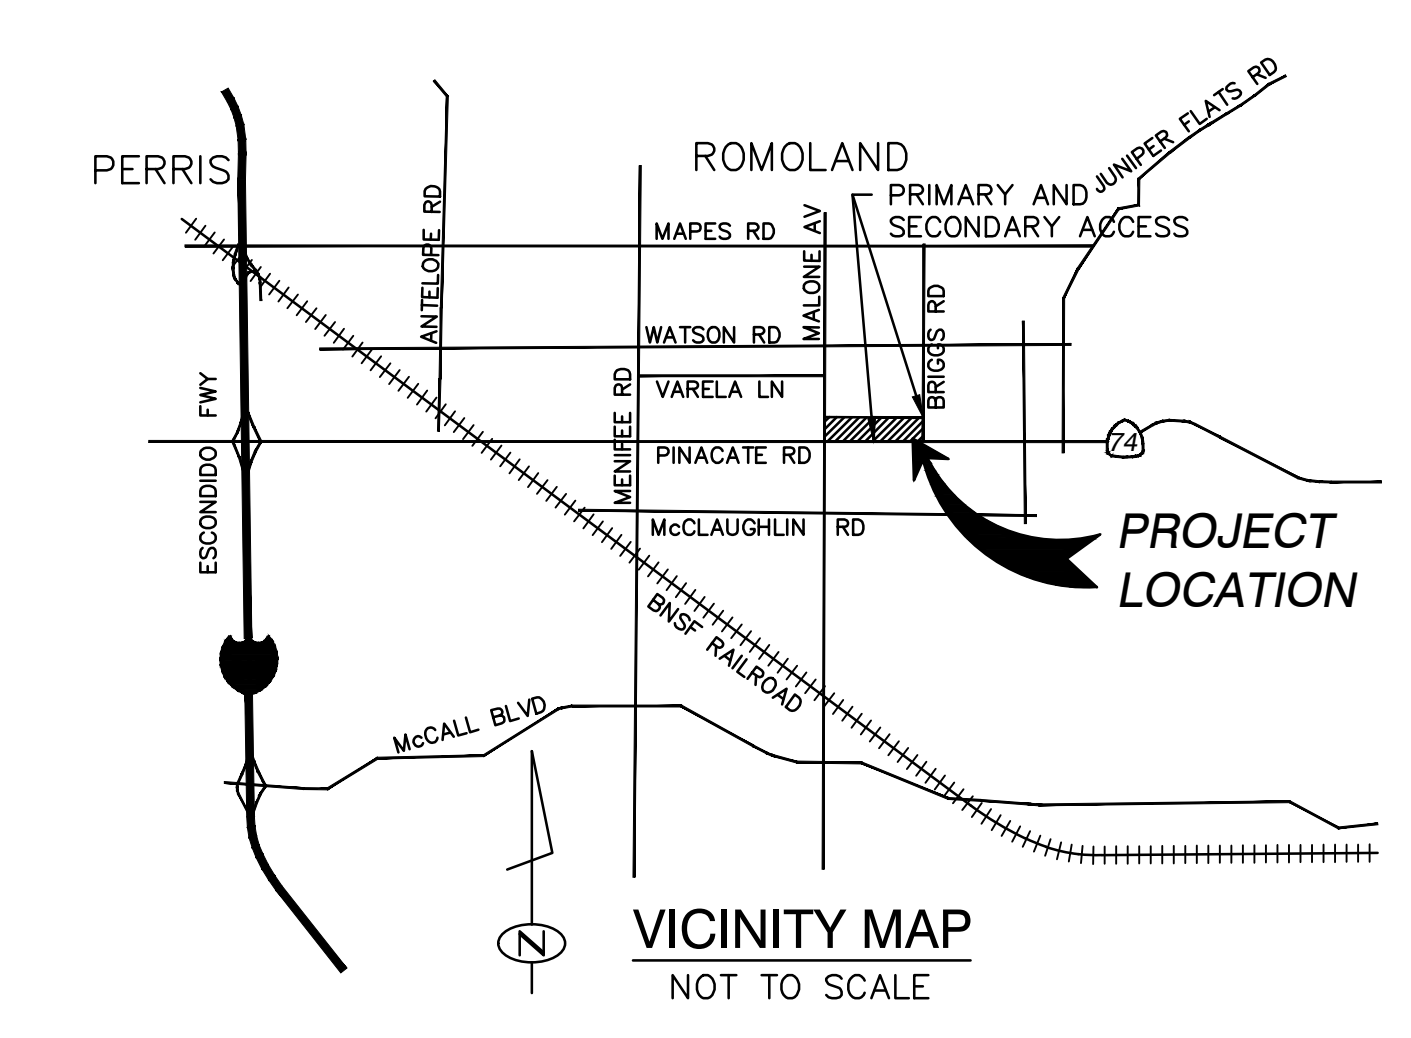 JUNIPER FLATS RD
PERRIS
ROMOLAND
PRIMARY AND
SECONDARY ACCESS
MAPES RD
ANTELOPE RD
MALONE AV
WATSON RD
BRIGGS RD
VARELA LN
MENIFEE RD
ESCONDIDO FWY
PINACATE RD
74
McCLAUGHLIN RD
PROJECT
LOCATION
BNSF RAILROAD
McCALL BLVD
N
VICINITY MAP
NOT TO SCALE